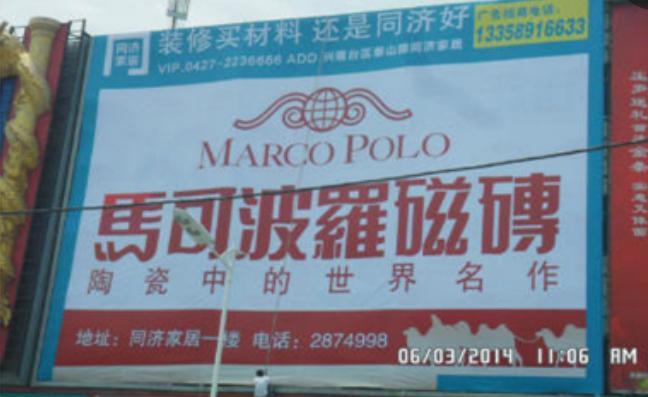 同济家居
装修买材料 还是同济好
广告招商电话:
13358916633
VIP.0427-2236666 ADD 兴隆台区泰山路同济家居
MARCO POLO
馬可波羅磁磚
陶瓷中的世界名作
地址：同济家居一楼 电话：2874998
06/03/2014 11:06 AM